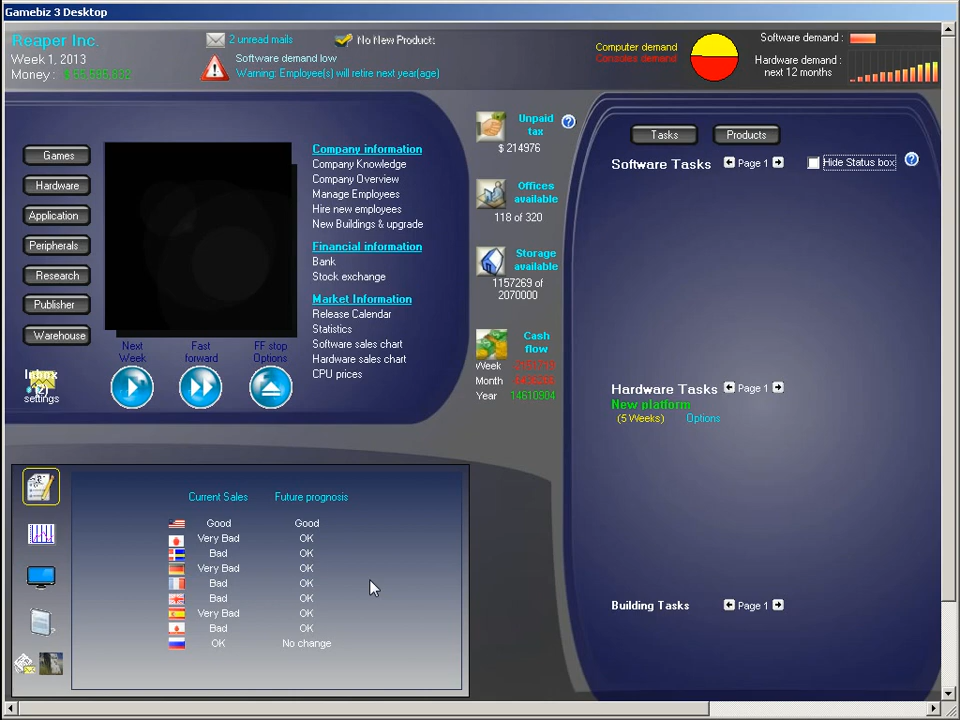 Gamebiz 3 Desktop
Reaper Inc.
Week 1, 2013
Money :
2 unread mails
No New Products
Software demand low
Warning: Employee(s) will retire next year(age)
Computer demand
Consoles demand
Software demand :
Hardware demand :
next 12 months
Games
Hardware
Application
Peripherals
Research
Publisher
Warehouse
Inbox
(2)
settings
Next
Week
Fast
forward
FF stop
Options
Company information
Company Knowledge
Company Overview
Manage Employees
Hire new employees
New Buildings & upgrade
Financial information
Bank
Stock exchange
Market Information
Release Calendar
Statistics
Software sales chart
Hardware sales chart
CPU prices
Unpaid
tax
$ 214976
Offices
available
118 of 320
Storage
available
1157269 of
2070000
Cash
flow
Week
Month
Year 14610904
Tasks
Products
Software Tasks
Page 1
Hide Status box
Hardware Tasks
Page 1
New platform
(5 Weeks)
Options
Building Tasks
Page 1
Current Sales Future prognosis
Good Good
Very Bad OK
Bad OK
Very Bad OK
Bad OK
Bad OK
Very Bad OK
Bad OK
OK No change